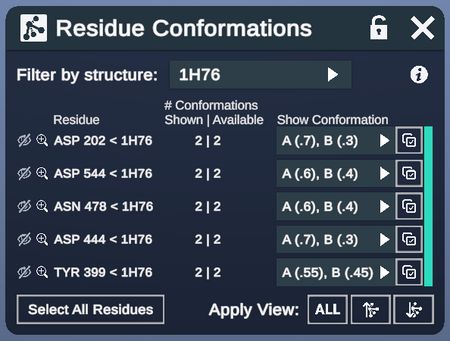 Residue Conformations
Filter by structure: 1H76
# Conformations
Residue Shown | Available Show Conformation
ASP 202 < 1H76 2 | 2 A (.7), B (.3)
ASP 544 < 1H76 2 | 2 A (.6), B (.4)
ASN 478 < 1H76 2 | 2 A (.6), B (.4)
ASP 444 < 1H76 2 | 2 A (.7), B (.3)
TYR 399 < 1H76 2 | 2 A (.55), B (.45)
Select All Residues Apply View: ALL